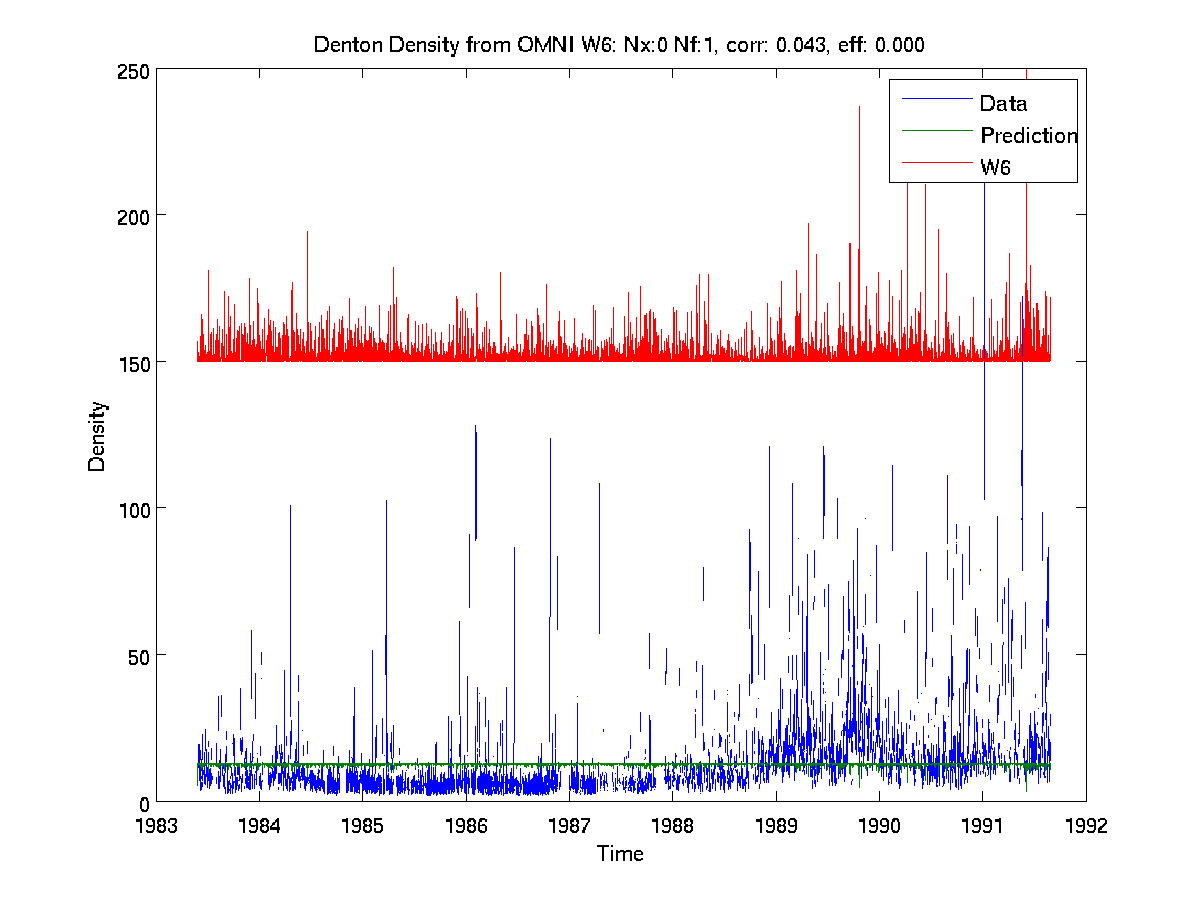 Denton Density from OMNI W6: Nx:0 Nf:1, corr: 0.043, eff: 0.000
250
200
150
100
50
0
Density
Data
Prediction
W6
1983 1984 1985 1986 1987 1988 1989 1990 1991 1992
Time